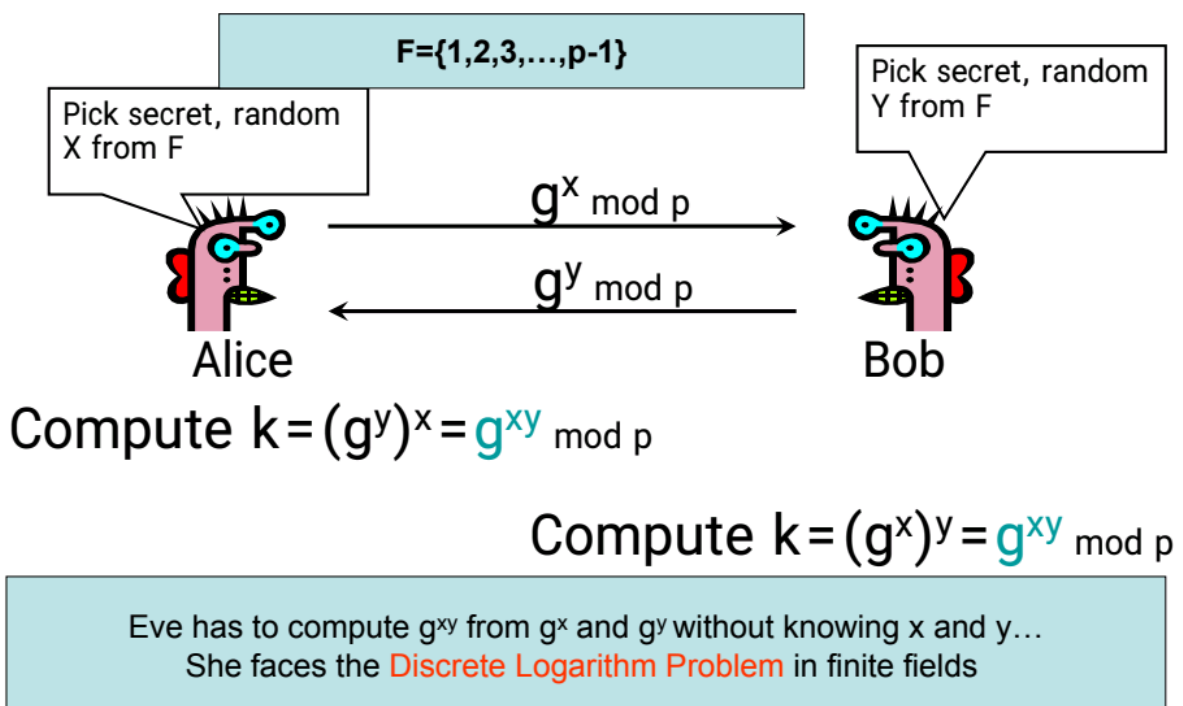 F={1,2,3,…,p-1}
Pick secret, random
X from F
Pick secret, random
Y from F
gˣ mod p
gʸ mod p
Alice
Bob
Compute k=(gʸ)ˣ=gˣʸ mod p
Compute k=(gˣ)ʸ=gˣʸ mod p
Eve has to compute gˣʸ from gˣ and gʸ without knowing x and y…
She faces the Discrete Logarithm Problem in finite fields